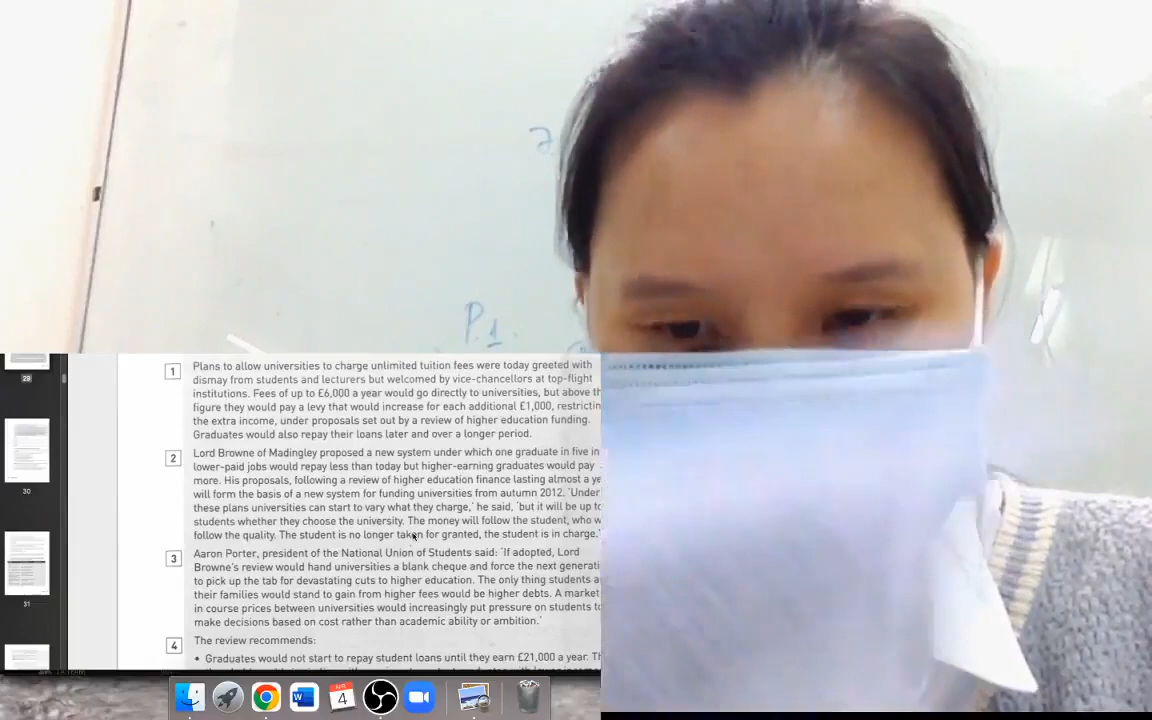 P.1.
1
Plans to allow universities to charge unlimited tuition fees were today greeted with
dismay from students and lecturers but welcomed by vice-chancellors at top-flight
institutions. Fees of up to £6,000 a year would go directly to universities, but above
figure they would pay a levy that would increase for each additional £1,000,
the extra income, under proposals set out by a review of higher education funding.
Graduates would also repay their loans later and over a longer period.
2
Lord Browne of Madingley proposed a new system under which one graduate in five in
lower-paid jobs would repay less than today but higher-earning graduates would pay
more. His proposals, following a review of higher education finance lasting almost a
will form the basis of a new system for funding universities from autumn 2012. 'Under
these plans universities can start to vary what they charge,' he said, 'but it will be up to
students whether they choose the university. The money will follow the student, who
follow the quality. The student is no longer taken for granted, the student is in charge.'
3
Aaron Porter, president of the National Union of Students said: 'If adopted, Lord
Browne's review would hand universities a blank cheque and force the next
to pick up the tab for devastating cuts to higher education. The only thing students
their families would stand to gain from higher fees would be higher debts. A market
in course prices between universities would increasingly put pressure on students to
make decisions based on cost rather than academic ability or ambition.'
4
The review recommends:
• Graduates would not start to repay student loans until they earn £21,000 a year.
29
30
31
APR
4
W